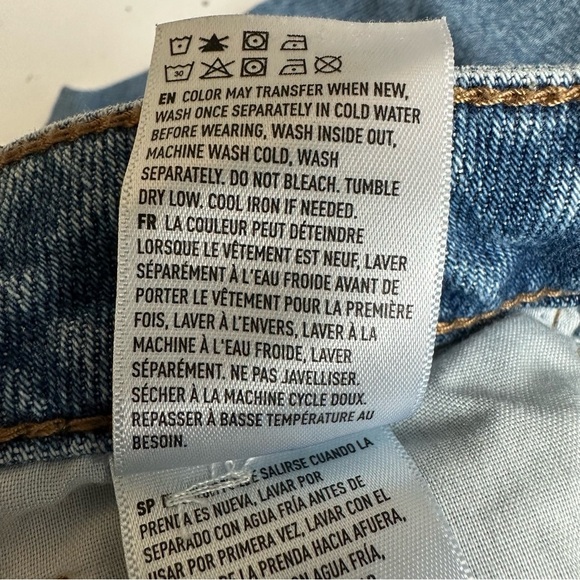 30
EN COLOR MAY TRANSFER WHEN NEW,
WASH ONCE SEPARATELY IN COLD WATER
BEFORE WEARING, WASH INSIDE OUT,
MACHINE WASH COLD, WASH
SEPARATELY. DO NOT BLEACH. TUMBLE
DRY LOW, COOL IRON IF NEEDED.
FR LA COULEUR PEUT DÉTEINDRE
LORSQUE LE VÊTEMENT EST NEUF, LAVER
SÉPARÉMENT À L'EAU FROIDE AVANT DE
PORTER LE VÊTEMENT POUR LA PREMIÈRE
FOIS, LAVER À L'ENVERS, LAVER À LA
MACHINE À L'EAU FROIDE, LAVER
SÉPARÉMENT. NE PAS JAVELLISER.
SÉCHER À LA MACHINE CYCLE DOUX.
REPASSER À BASSE TEMPÉRATURE AU
BESOIN.
SP SALIRSE CUANDO LA
ES NUEVA, LAVAR POR
SEPARADO CON AGUA FRÍA ANTES DE
USAR POR PRIMERA VEZ, LAVAR CON EL
DE LA PRENDA HACIA AFUERA,
CON AGUA FRÍA,